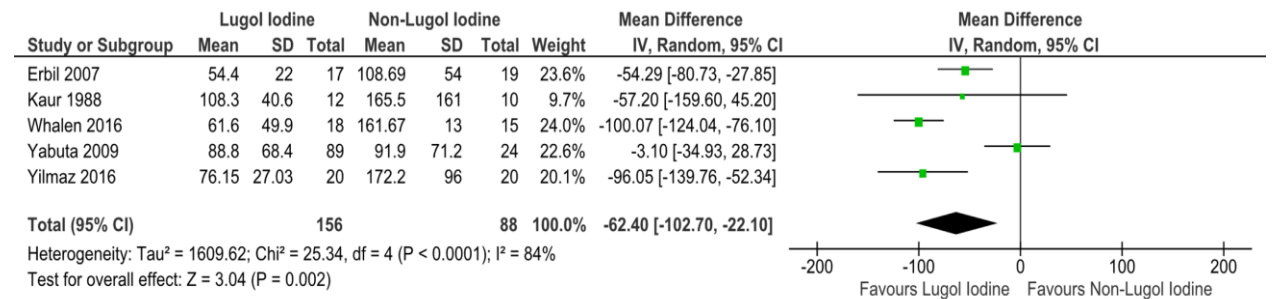 Lugol Iodine Non-Lugol Iodine Mean Difference Mean Difference
Study or Subgroup Mean SD Total Mean SD Total Weight IV, Random, 95% CI IV, Random, 95% CI
Erbil 2007 54.4 22 17 108.69 54 19 23.6% -54.29 [-80.73, -27.85]
Kaur 1988 108.3 40.6 12 165.5 161 10 9.7% -57.20 [-159.60, 45.20]
Whalen 2016 61.6 49.9 18 161.67 13 15 24.0% -100.07 [-124.04, -76.10]
Yabuta 2009 88.8 68.4 89 91.9 71.2 24 22.6% -3.10 [-34.93, 28.73]
Yilmaz 2016 76.15 27.03 20 172.2 96 20 20.1% -96.05 [-139.76, -52.34]
Total (95% CI) 156 88 100.0% -62.40 [-102.70, -22.10]
Heterogeneity: Tau² = 1609.62; Chi² = 25.34, df = 4 (P < 0.0001); I² = 84%
Test for overall effect: Z = 3.04 (P = 0.002)
-200 -100 0 100 200
Favours Lugol Iodine Favours Non-Lugol Iodine